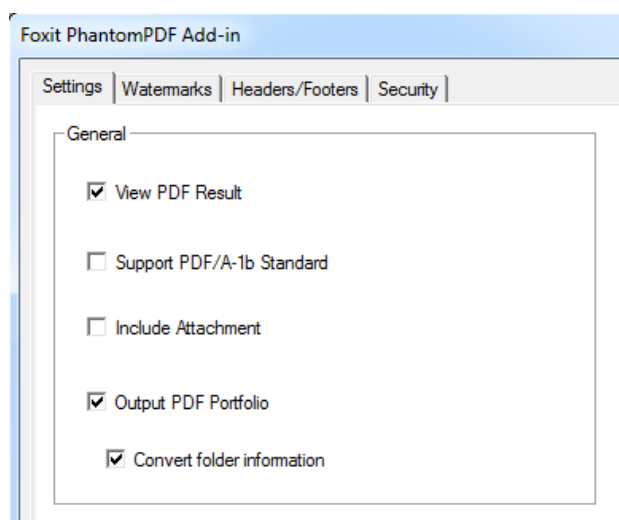 Foxit PhantomPDF Add-in
Settings Watermarks Headers/Footers Security
General
View PDF Result
Support PDF/A-1b Standard
Include Attachment
Output PDF Portfolio
Convert folder information